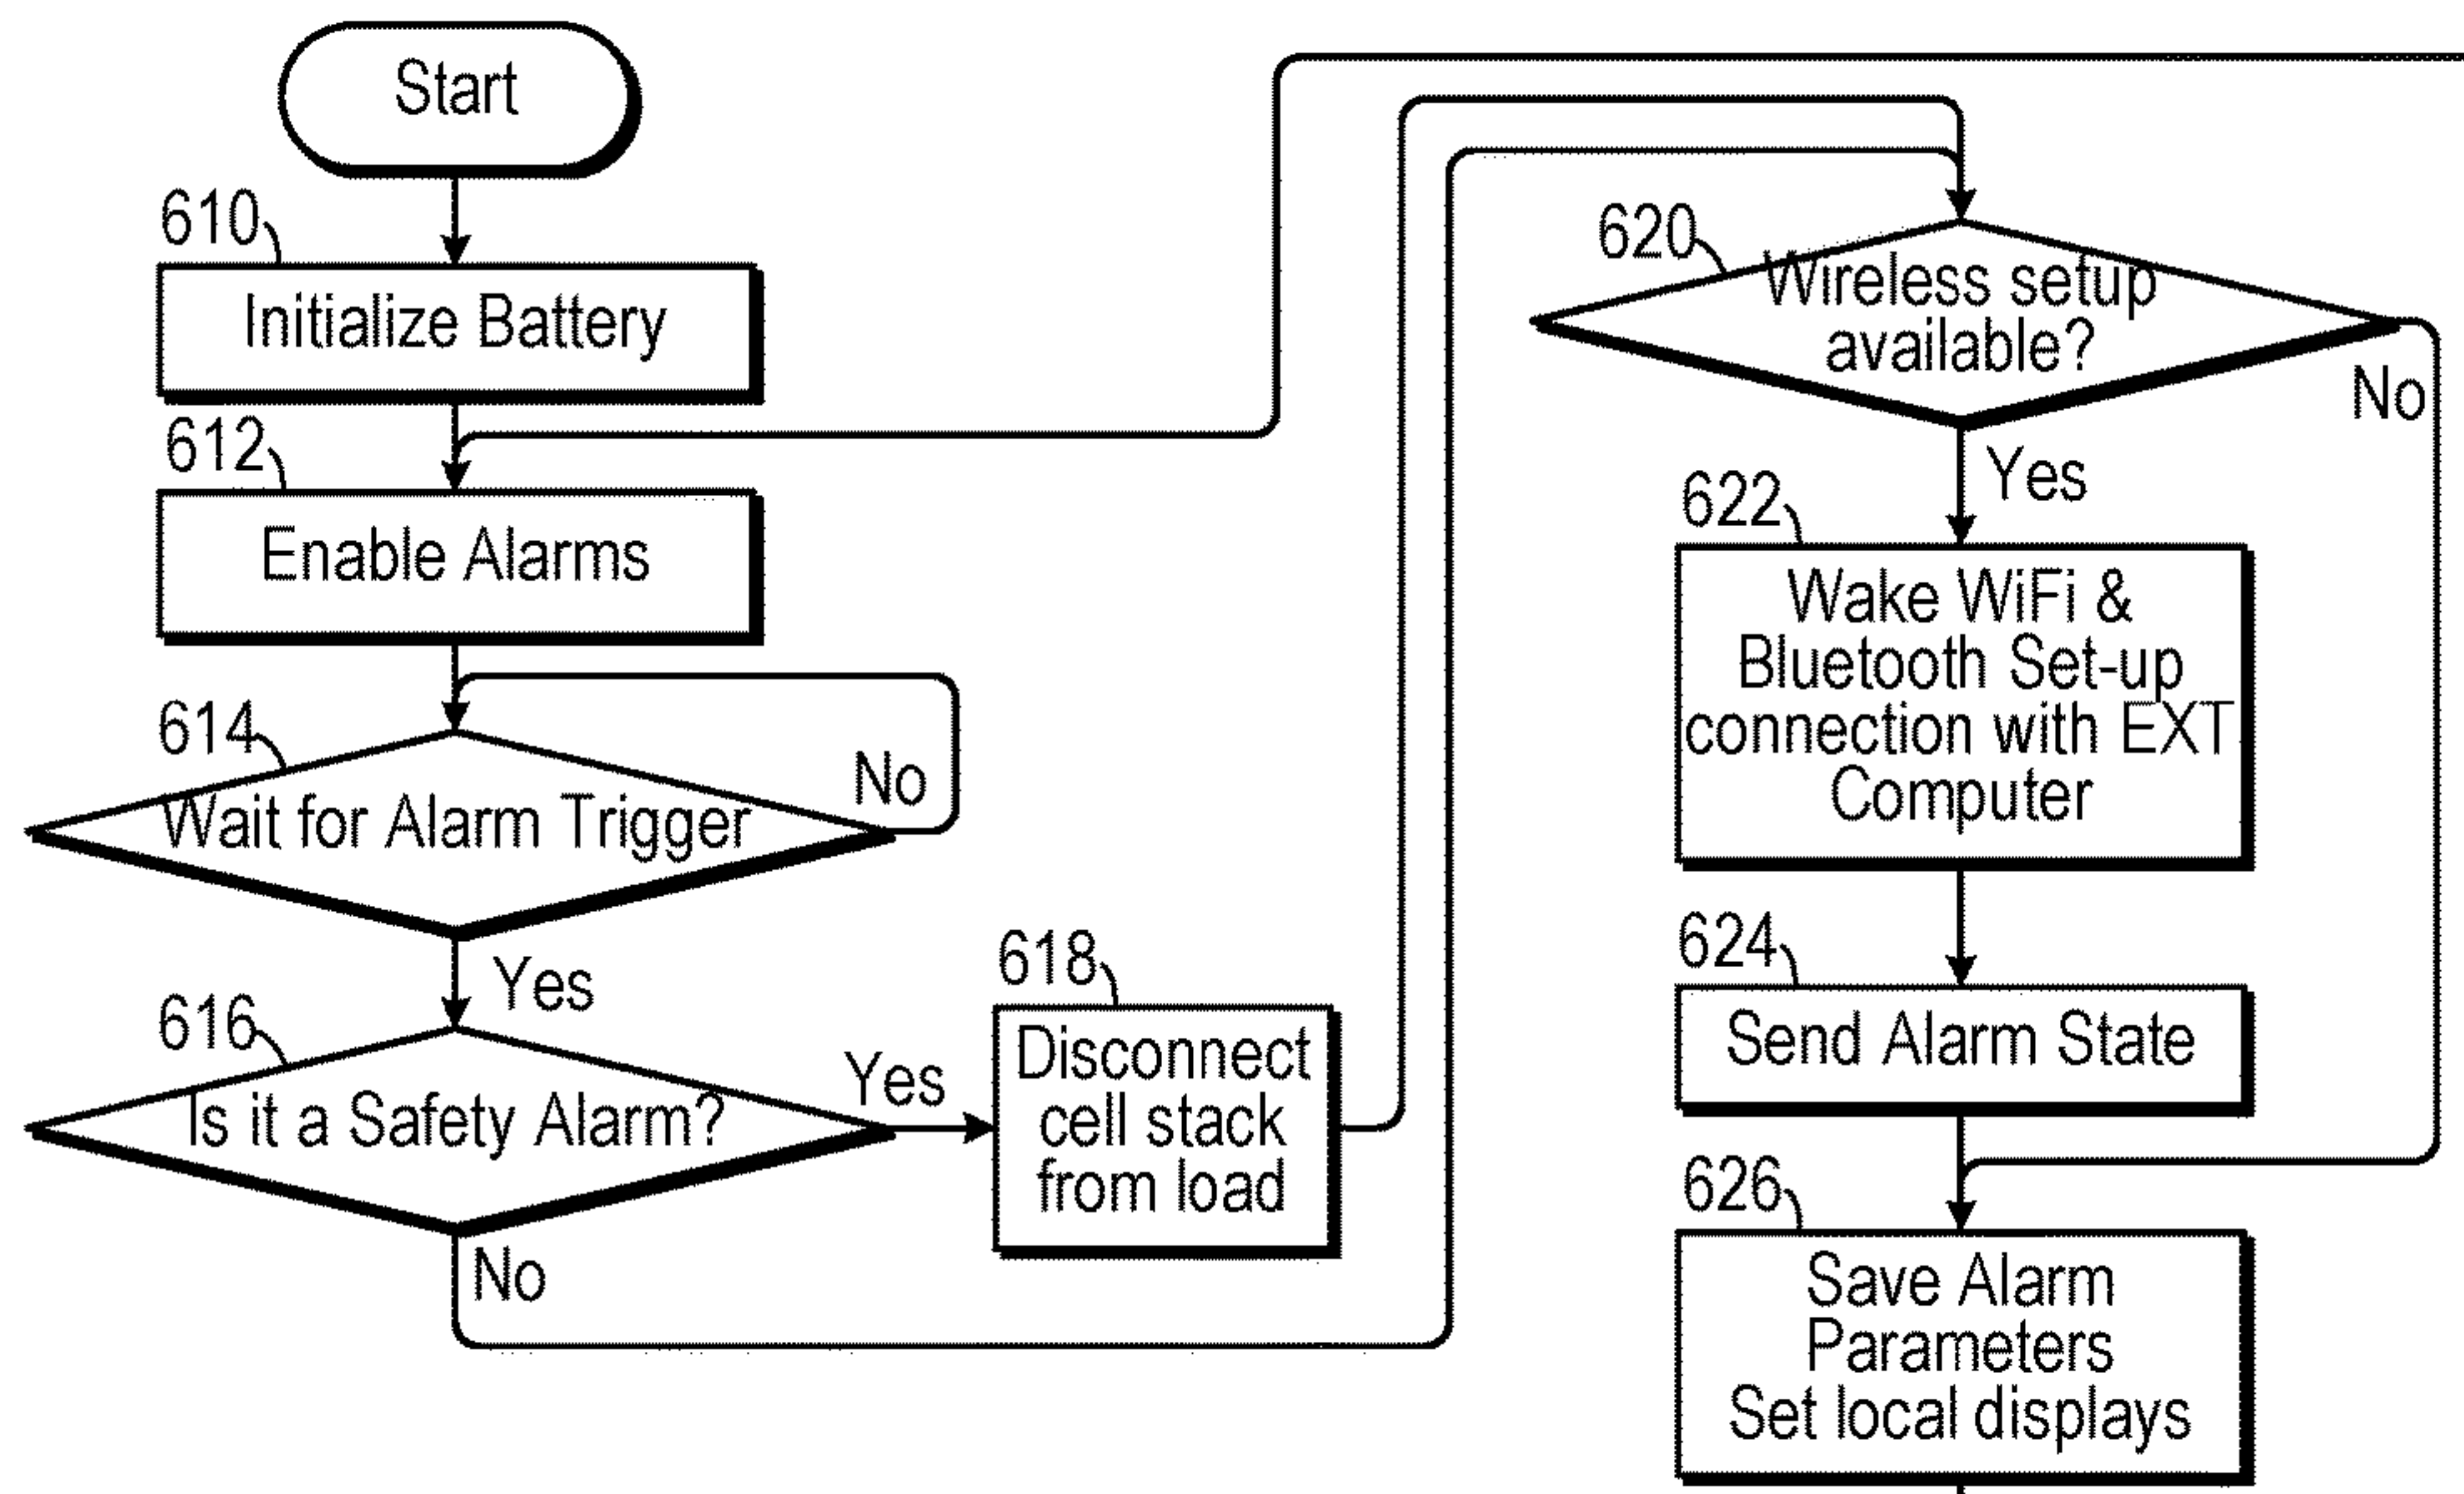 Start
610
Initialize Battery
612
Enable Alarms
614
Wait for Alarm Trigger
No
Yes
616
Is it a Safety Alarm?
Yes
No
618
Disconnect
cell stack
from load
620
Wireless setup
available?
No
Yes
622
Wake WiFi &
Bluetooth Set-up
connection with EXT
Computer
624
Send Alarm State
626
Save Alarm
Parameters
Set local displays